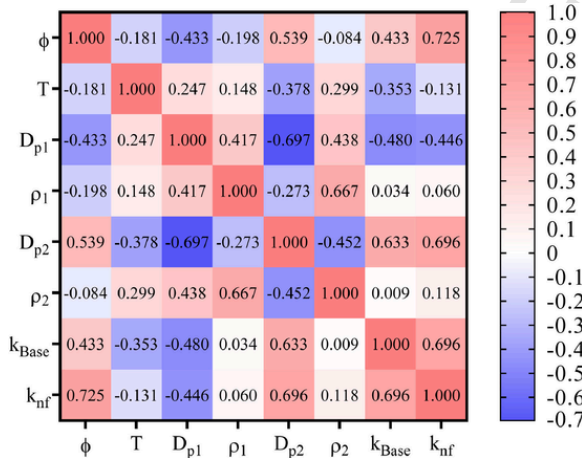 ϕ 1.000 -0.181 -0.433 -0.198 0.539 -0.084 0.433 0.725
T -0.181 1.000 0.247 0.148 -0.378 0.299 -0.353 -0.131
Dp1 -0.433 0.247 1.000 0.417 -0.697 0.438 -0.480 -0.446
ρ1 -0.198 0.148 0.417 1.000 -0.273 0.667 0.034 0.060
Dp2 0.539 -0.378 -0.697 -0.273 1.000 -0.452 0.633 0.696
ρ2 -0.084 0.299 0.438 0.667 -0.452 1.000 0.009 0.118
kBase 0.433 -0.353 -0.480 0.034 0.633 0.009 1.000 0.696
knf 0.725 -0.131 -0.446 0.060 0.696 0.118 0.696 1.000
ϕ T Dp1 ρ1 Dp2 ρ2 kBase knf
1.0
0.9
0.8
0.7
0.6
0.5
0.4
0.3
0.2
0.1
0
-0.1
-0.2
-0.3
-0.4
-0.5
-0.6
-0.7